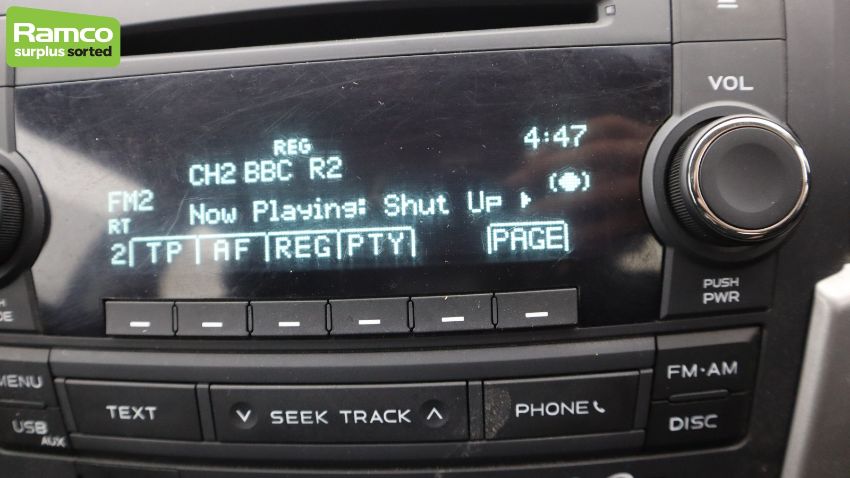 Ramco
surplus sorted
VOL
REG
4:47
CH2 BBC R2
FM2
RT
Now Playing: Shut Up
2 TP AF REG PTY PAGE
PUSH
PWR
MENU
FM·AM
TEXT
SEEK TRACK
PHONE
USB
AUX
DISC